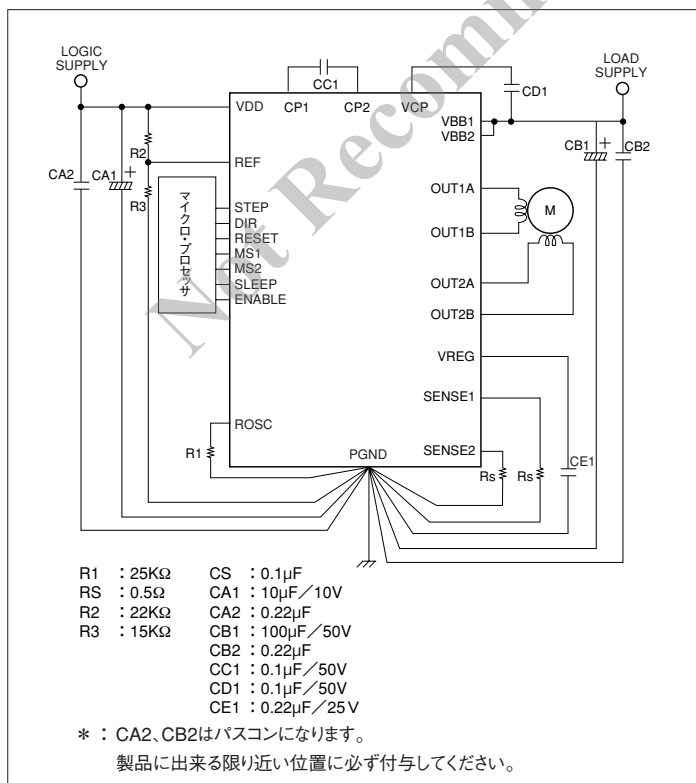 Not Recomm
LOGIC
SUPPLY
LOAD
SUPPLY
CC1
CD1
VDD
CP1
CP2
VCP
VBB1
VBB2
R2
REF
CA2
CA1
+
R3
CB1
+
CB2
マイクロ・プロセッサ
STEP
DIR
RESET
MS1
MS2
SLEEP
ENABLE
OUT1A
OUT1B
M
OUT2A
OUT2B
VREG
SENSE1
ROSC
SENSE2
R1
PGND
Rs
Rs
CE1
R1 : 25KΩ CS : 0.1µF
RS : 0.5Ω CA1 : 10µF／10V
R2 : 22KΩ CA2 : 0.22µF
R3 : 15KΩ CB1 : 100µF／50V
CB2 : 0.22µF
CC1 : 0.1µF／50V
CD1 : 0.1µF／50V
CE1 : 0.22µF／25V
＊ : CA2、CB2はパスコンになります。
製品に出来る限り近い位置に必ず付与してください。